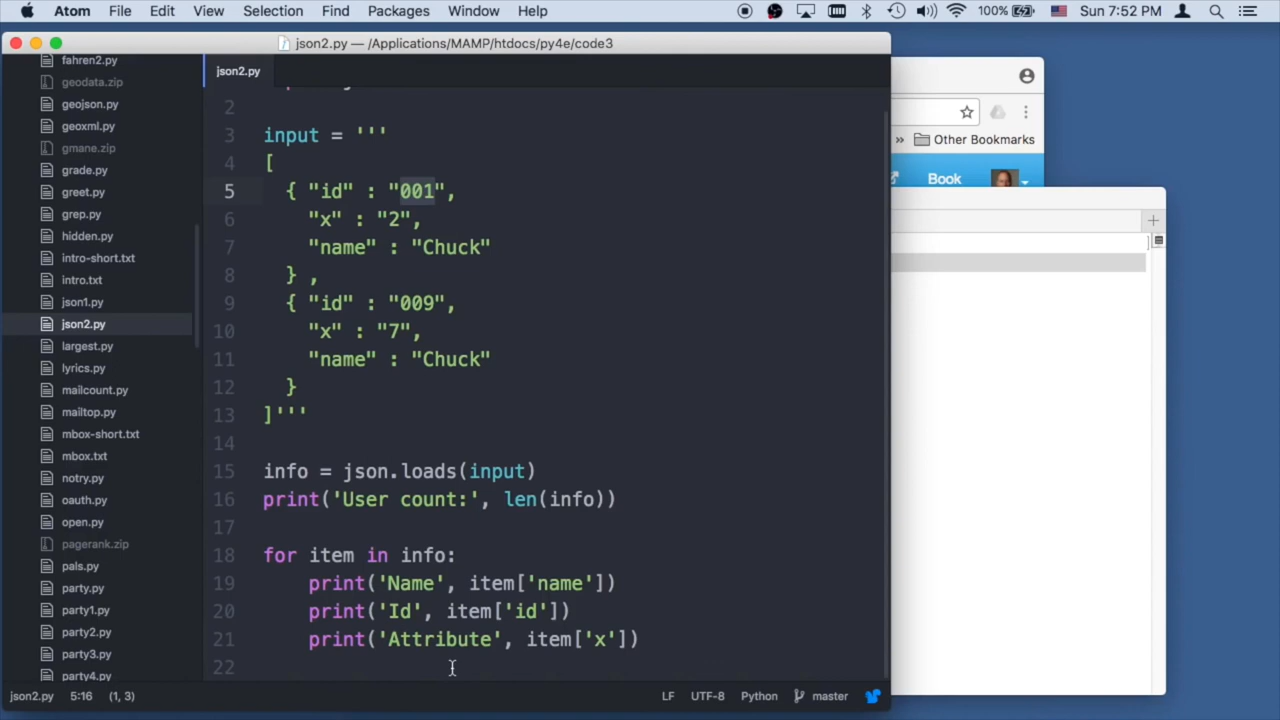 Atom File Edit View Selection Find Packages Window Help 100% Sun 7:52 PM
json2.py — /Applications/MAMP/htdocs/py4e/code3
fahren2.py
geodata.zip
geojson.py
geoxml.py
gmane.zip
grade.py
greet.py
grep.py
hidden.py
intro-short.txt
intro.txt
json1.py
json2.py
largest.py
lyrics.py
mailcount.py
mailtop.py
mbox-short.txt
mbox.txt
notry.py
oauth.py
open.py
pagerank.zip
pals.py
party.py
party1.py
party2.py
party3.py
party4.py
json2.py
2
3 input = '''
4 [
5 { "id" : "001",
6 "x" : "2",
7 "name" : "Chuck"
8 } ,
9 { "id" : "009",
10 "x" : "7",
11 "name" : "Chuck"
12 }
13 ]'''
14
15 info = json.loads(input)
16 print('User count:', len(info))
17
18 for item in info:
19 print('Name', item['name'])
20 print('Id', item['id'])
21 print('Attribute', item['x'])
22
json2.py 5:16 (1, 3) LF UTF-8 Python master
» Other Bookmarks
Book